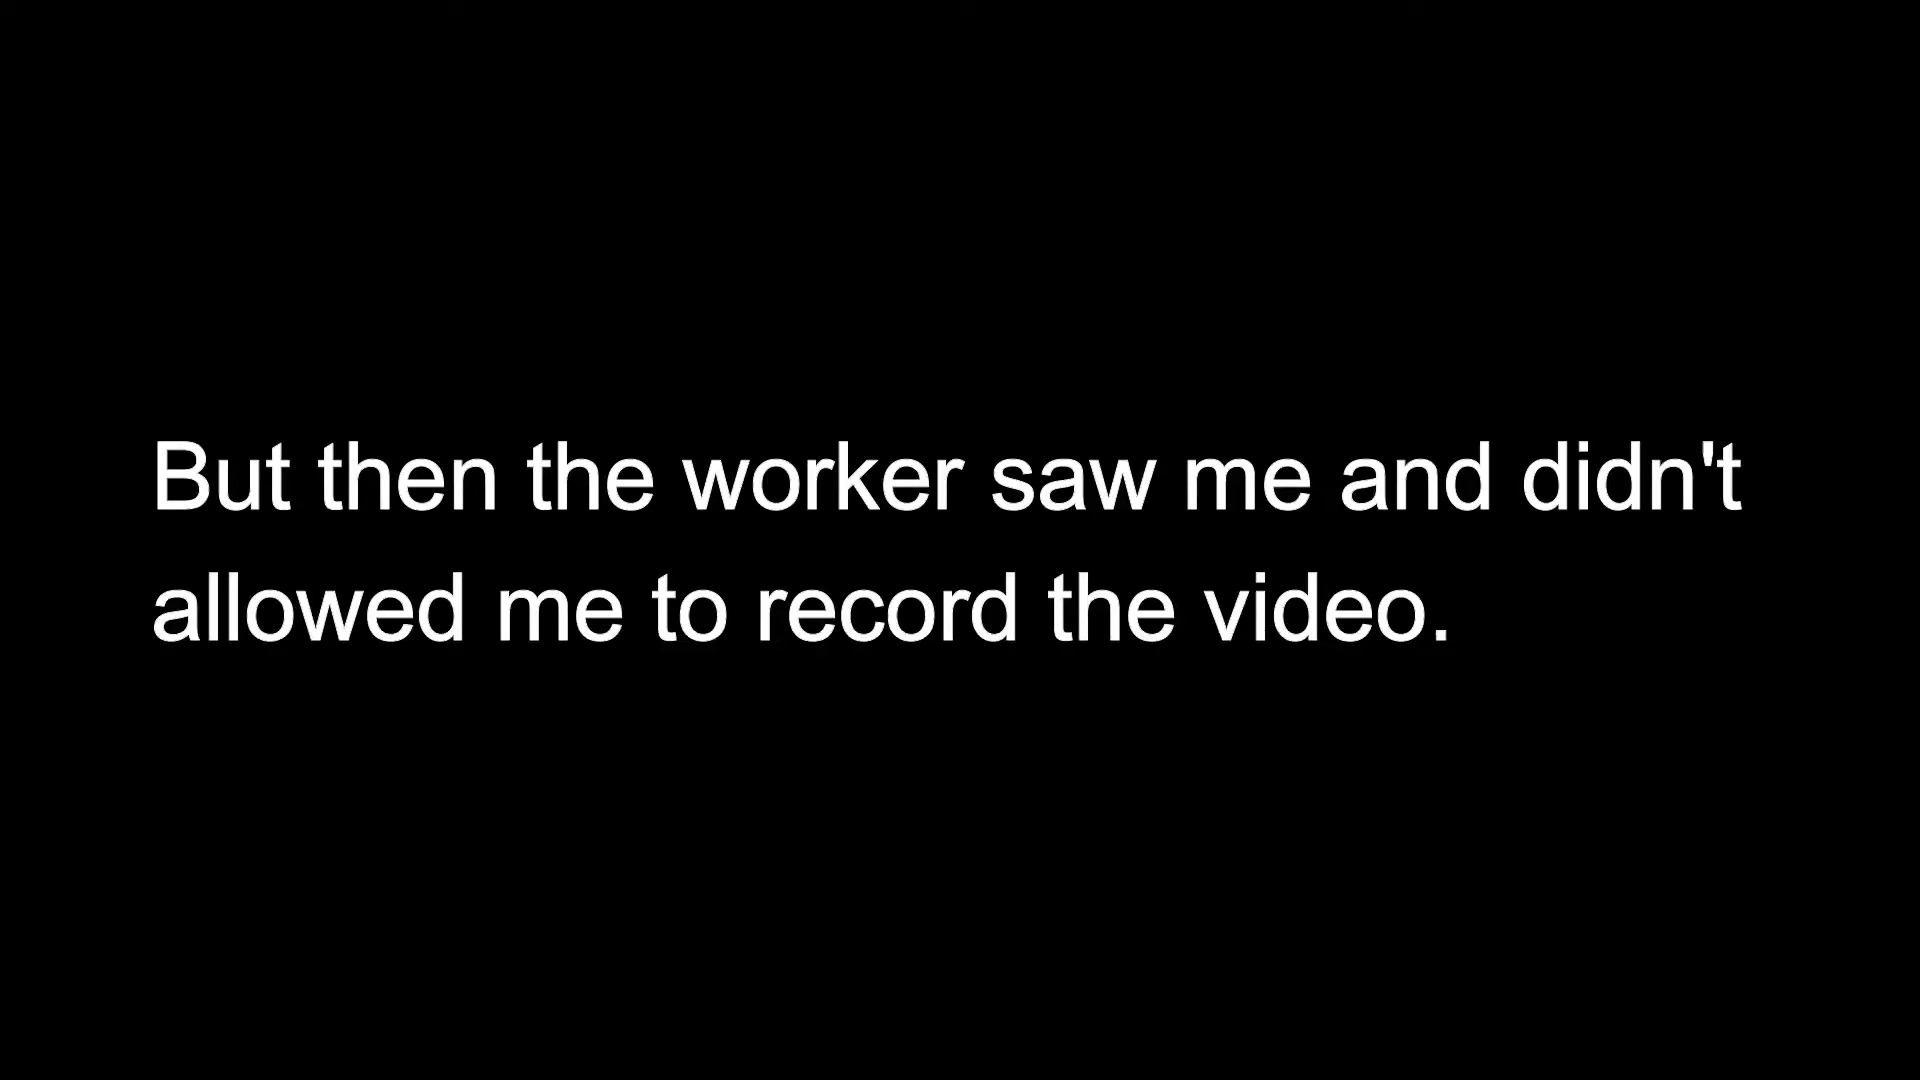 But then the worker saw me and didn't
allowed me to record the video.